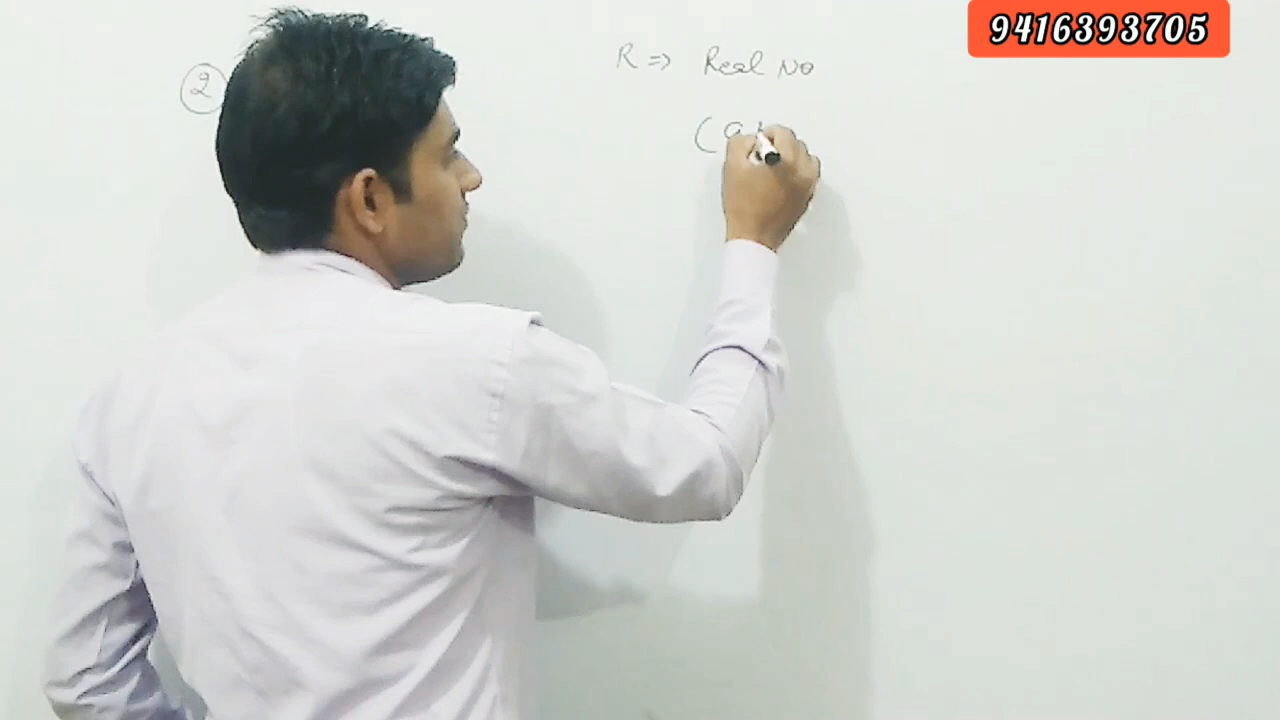 9416393705
②
R => Real No
(a